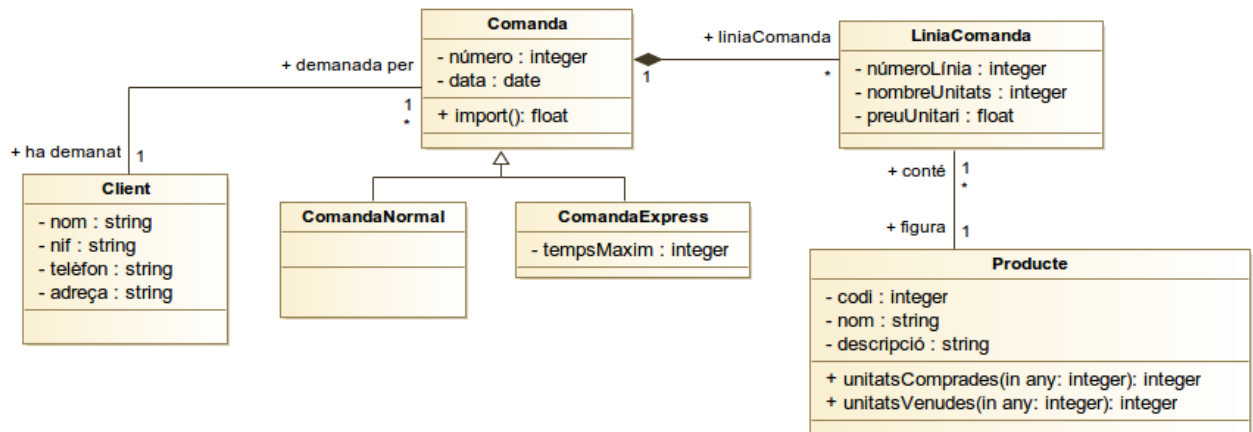 Comanda
- número : integer
- data : date
+ import(): float
+ demanada per
1
*
+ ha demanat
1
Client
- nom : string
- nif : string
- telèfon : string
- adreça : string
ComandaNormal
ComandaExpress
- tempsMaxim : integer
1
+ liniaComanda
*
LiniaComanda
- númeroLínia : integer
- nombreUnitats : integer
- preuUnitari : float
+ conté
1
*
+ figura
1
Producte
- codi : integer
- nom : string
- descripció : string
+ unitatsComprades(in any: integer): integer
+ unitatsVenudes(in any: integer): integer